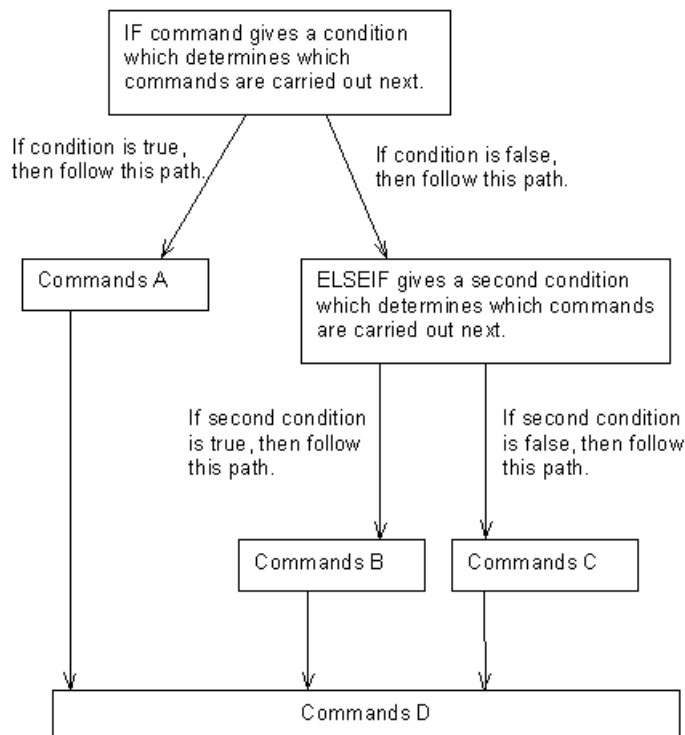 IF command gives a condition
which determines which
commands are carried out next.
If condition is true,
then follow this path.
If condition is false,
then follow this path.
Commands A
ELSEIF gives a second condition
which determines which commands
are carried out next.
If second condition
is true, then follow
this path.
If second condition
is false, then follow
this path.
Commands B
Commands C
Commands D